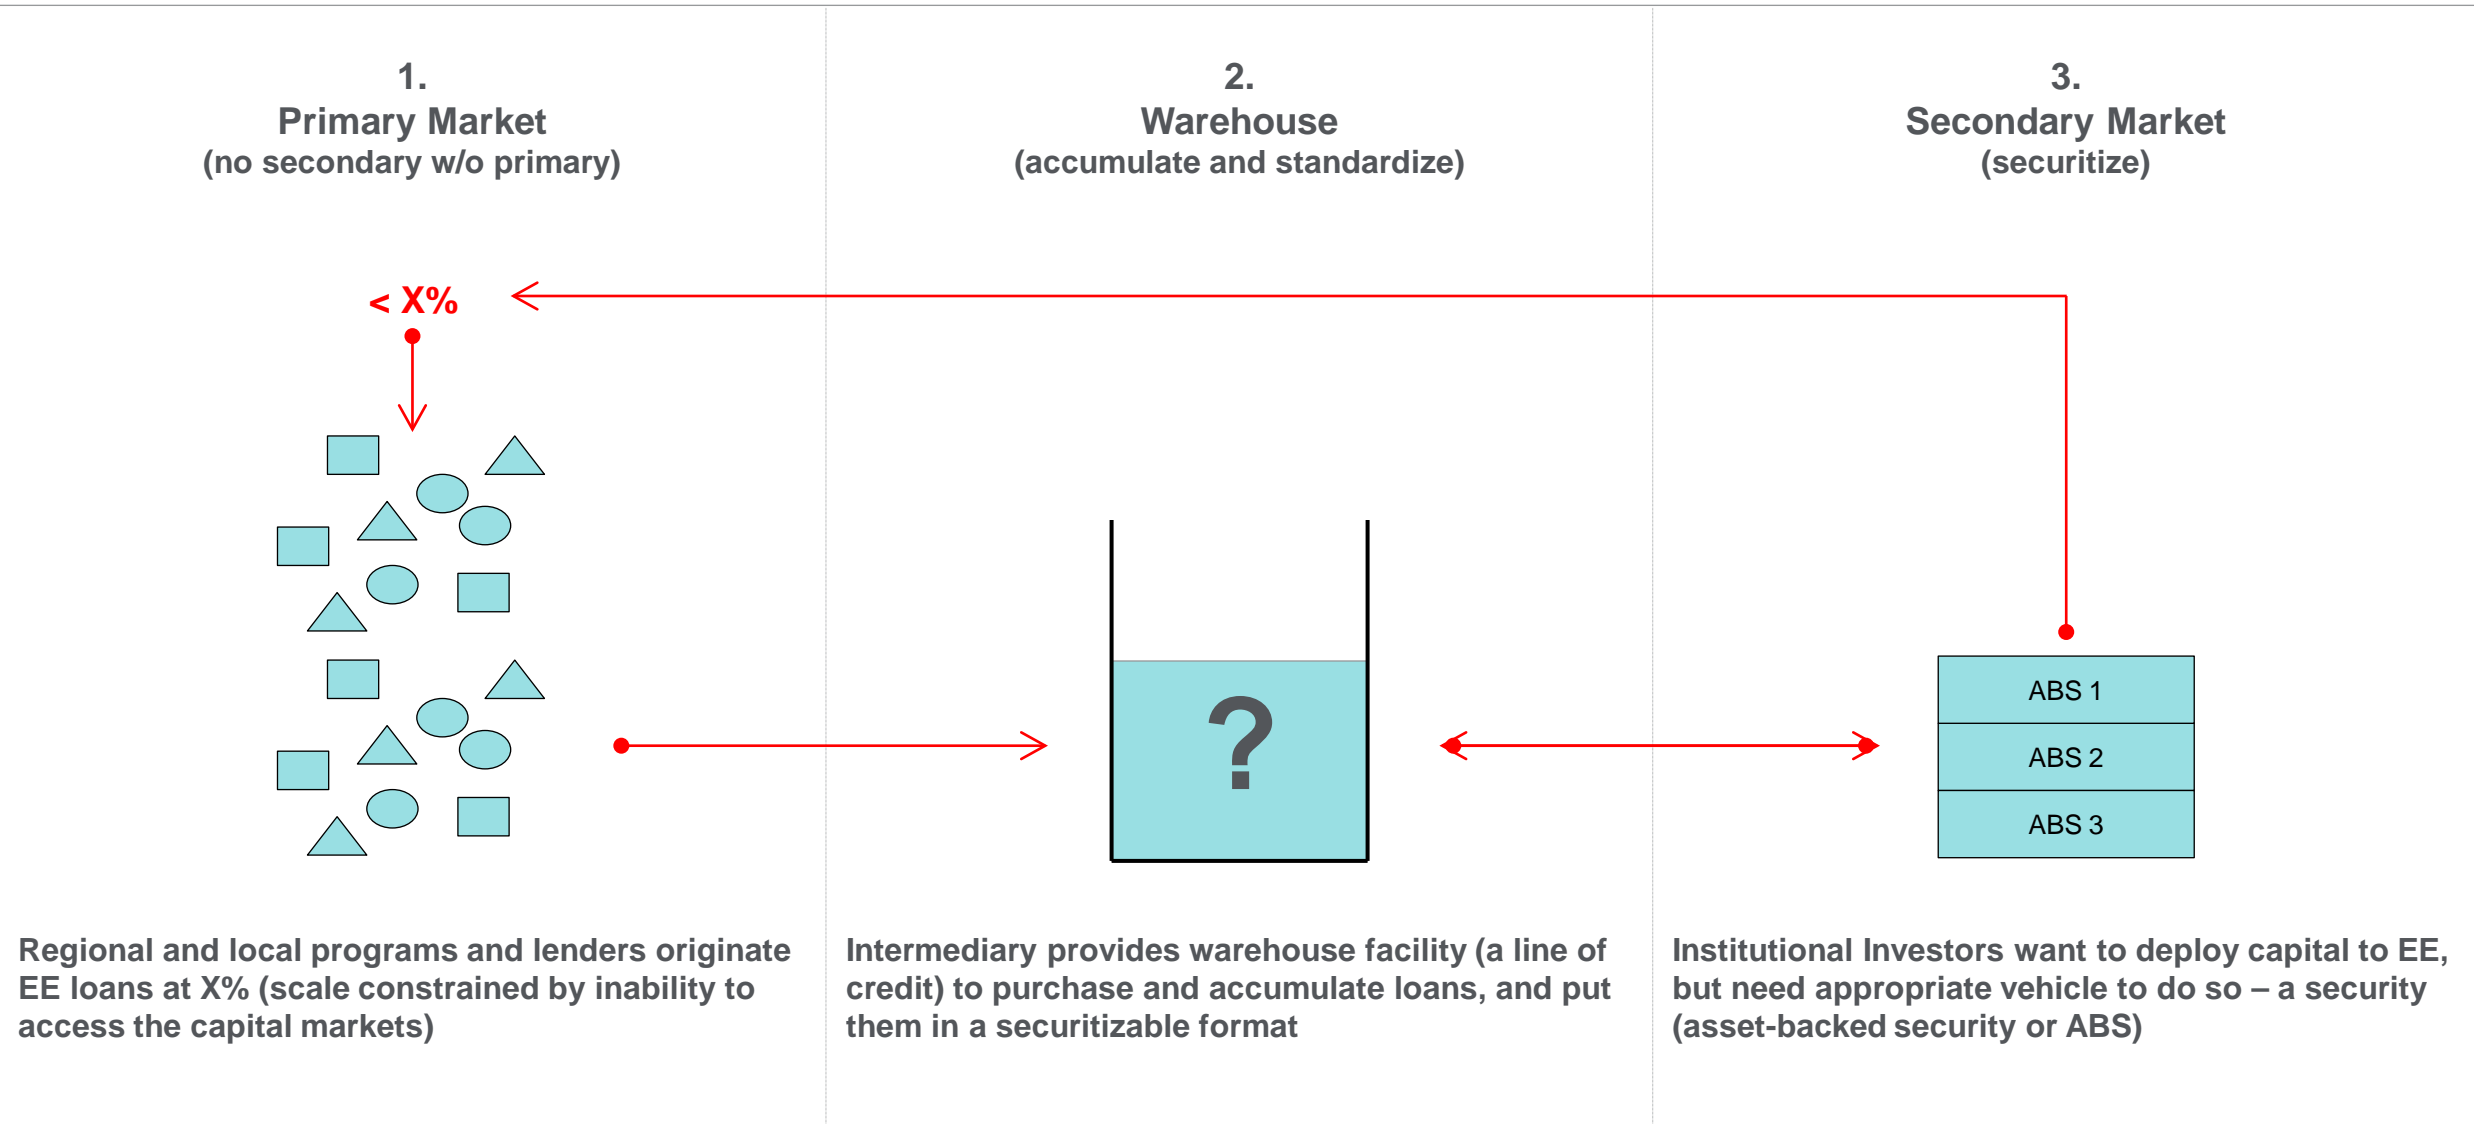 1.
Primary Market
(no secondary w/o primary)
< X%
Regional and local programs and lenders originate
EE loans at X% (scale constrained by inability to
access the capital markets)
2.
Warehouse
(accumulate and standardize)
?
Intermediary provides warehouse facility (a line of
credit) to purchase and accumulate loans, and put
them in a securitizable format
3.
Secondary Market
(securitize)
ABS 1
ABS 2
ABS 3
Institutional Investors want to deploy capital to EE,
but need appropriate vehicle to do so – a security
(asset-backed security or ABS)